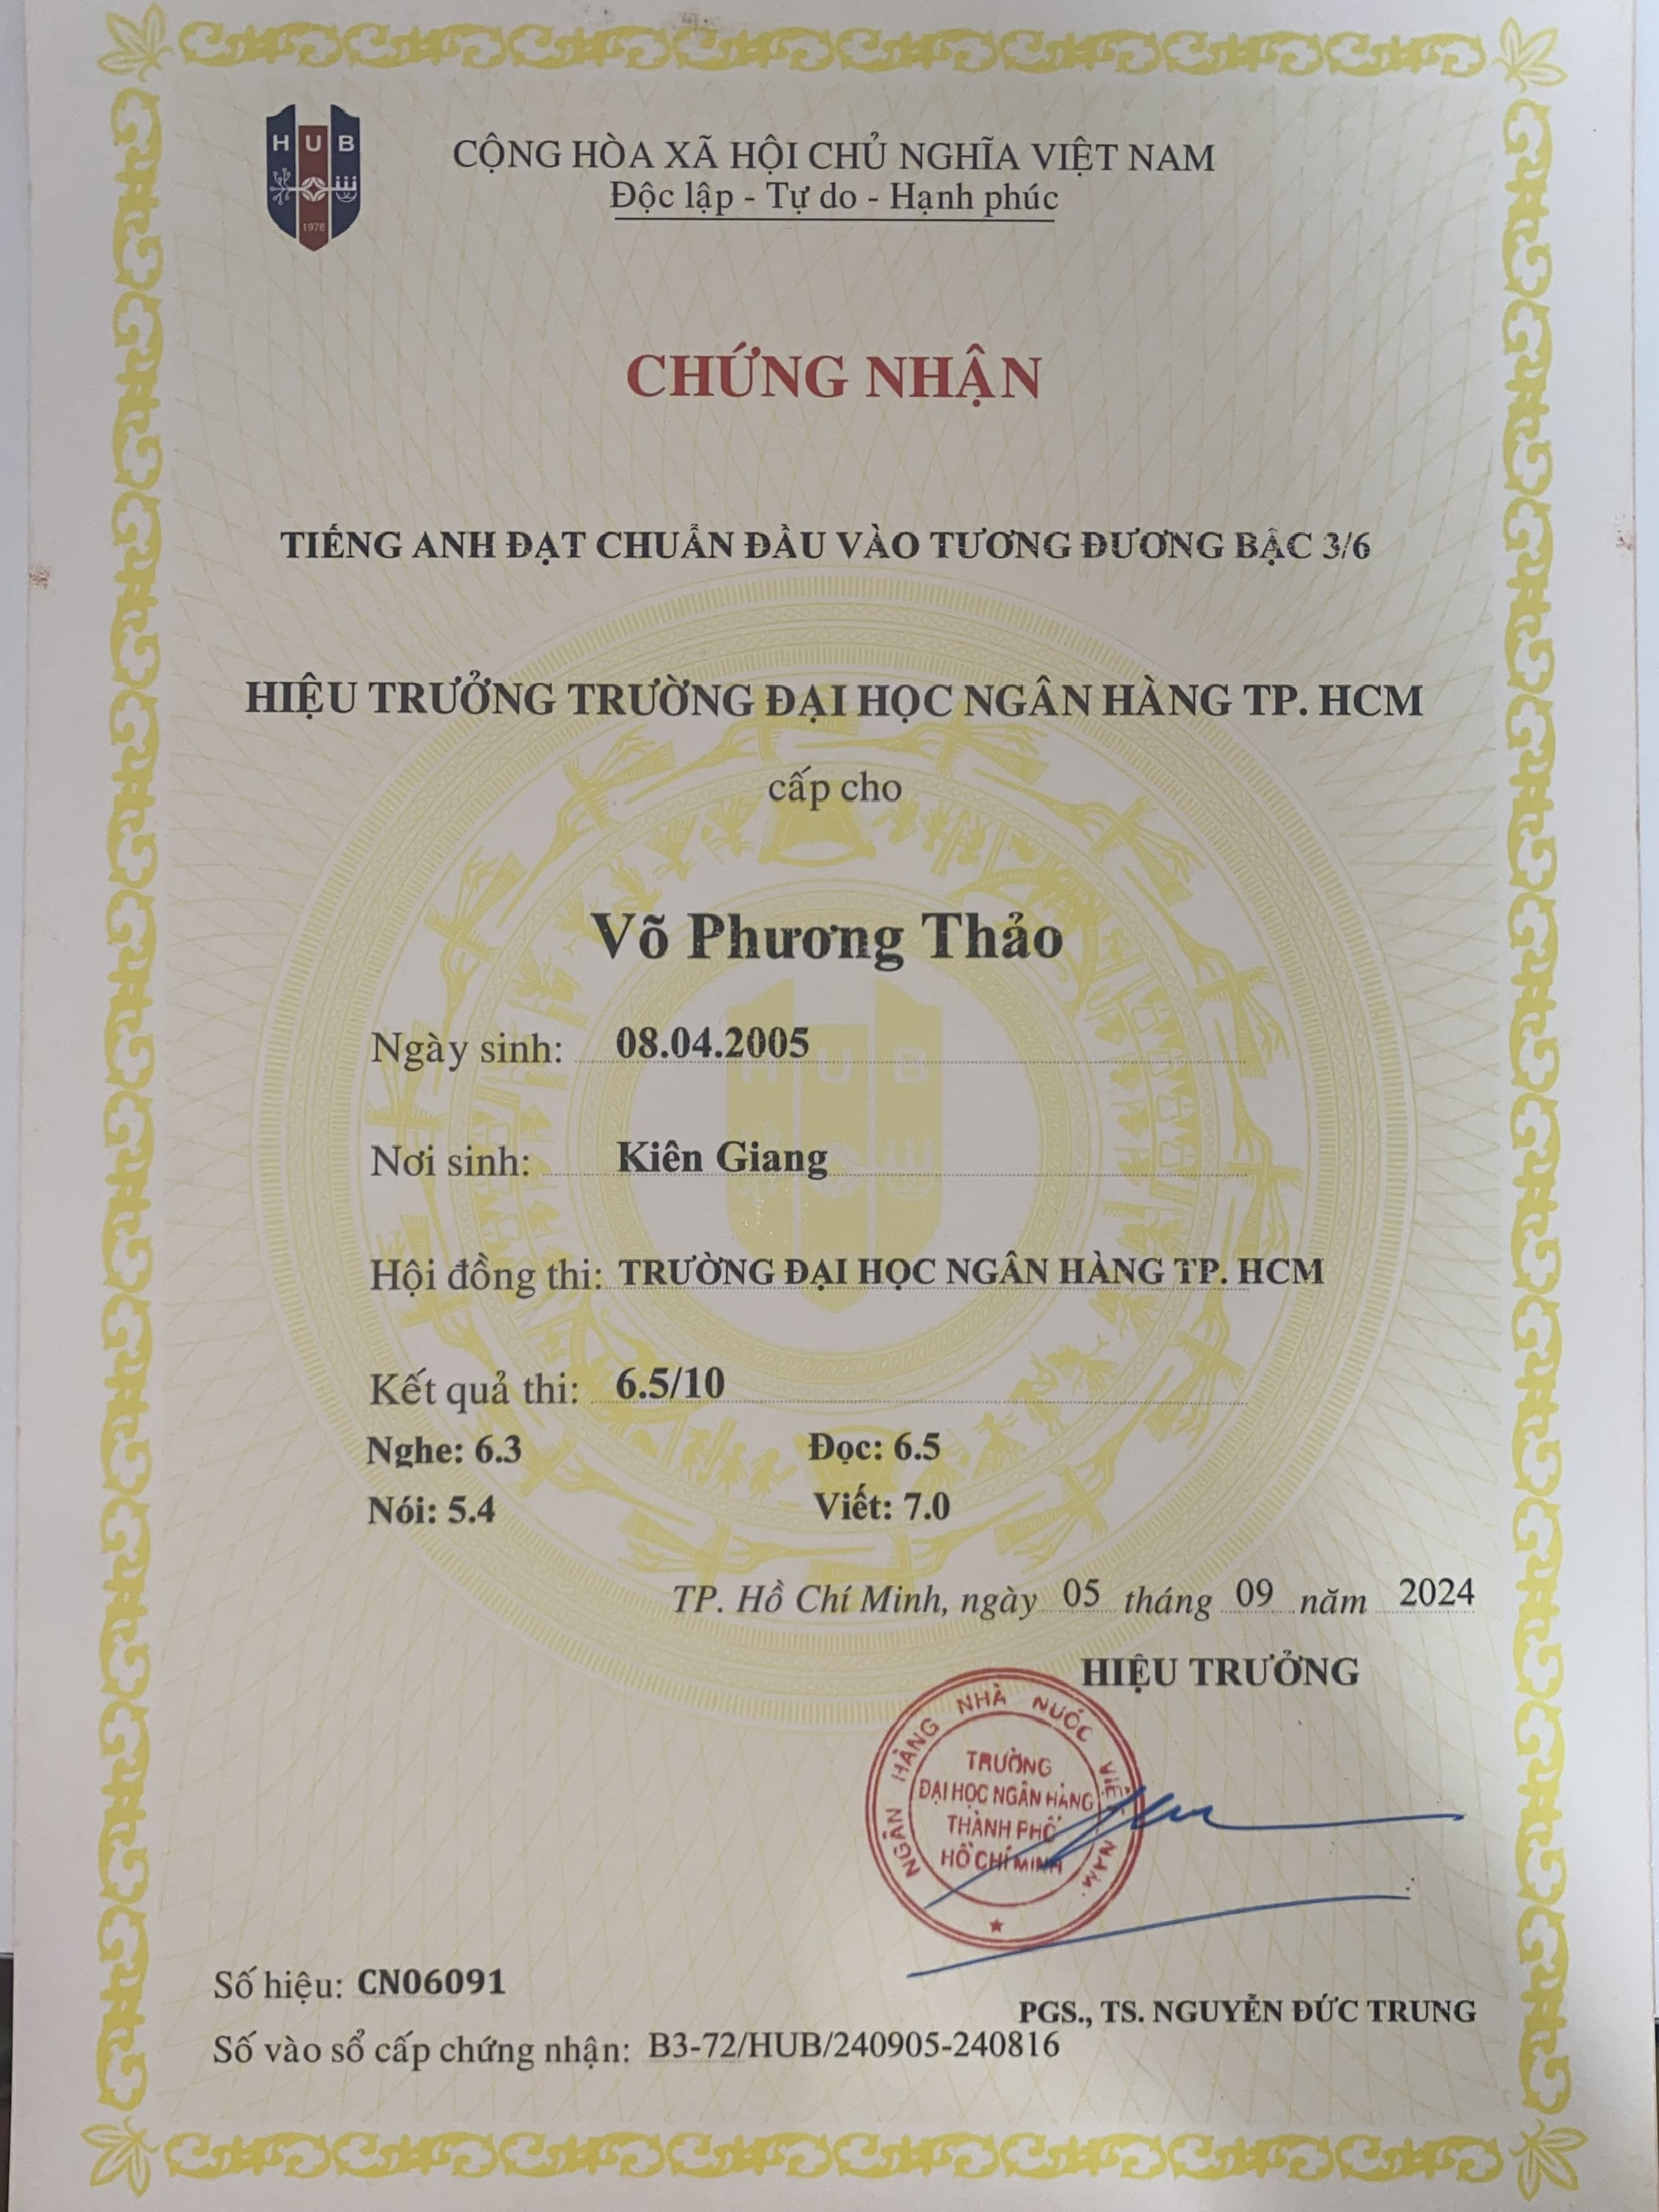 H U B
1976
CỘNG HÒA XÃ HỘI CHỦ NGHĨA VIỆT NAM
Độc lập - Tự do - Hạnh phúc
CHỨNG NHẬN
TIẾNG ANH ĐẠT CHUẨN ĐẦU VÀO TƯƠNG ĐƯƠNG BẬC 3/6
HIỆU TRƯỞNG TRƯỜNG ĐẠI HỌC NGÂN HÀNG TP. HCM
cấp cho
Võ Phương Thảo
Ngày sinh: 08.04.2005
Nơi sinh: Kiên Giang
Hội đồng thi: TRƯỜNG ĐẠI HỌC NGÂN HÀNG TP. HCM
Kết quả thi: 6.5/10
Nghe: 6.3 Đọc: 6.5
Nói: 5.4 Viết: 7.0
TP. Hồ Chí Minh, ngày 05 tháng 09 năm 2024
HIỆU TRƯỞNG
NGÂN HÀNG NHÀ NƯỚC VIỆT NAM
TRƯỜNG
ĐẠI HỌC NGÂN HÀNG
THÀNH PHỐ
HỒ CHÍ MINH
PGS., TS. NGUYỄN ĐỨC TRUNG
Số hiệu: CN06091
Số vào sổ cấp chứng nhận: B3-72/HUB/240905-240816